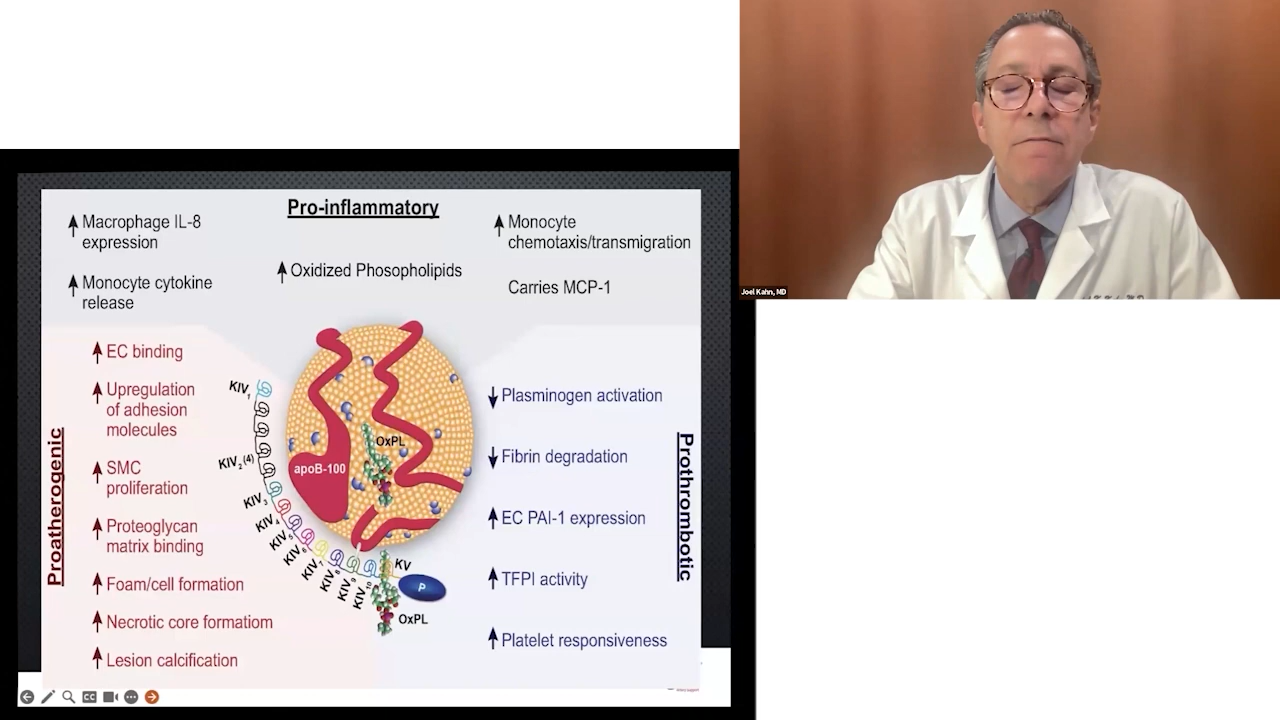 Pro-inflammatory
Macrophage IL-8
expression
Monocyte cytokine
release
Oxidized Phosopholipids
Monocyte
chemotaxis/transmigration
Carries MCP-1
Proatherogenic
EC binding
Upregulation
of adhesion
molecules
SMC
proliferation
Proteoglycan
matrix binding
Foam/cell formation
Necrotic core formatiom
Lesion calcification
KIV1
KIV2 (4)
KIV3
KIV4
KIV5
KIV6
KIV7
KIV8
KIV9
KIV10
KV
P
OxPL
apoB-100
OxPL
Prothrombotic
Plasminogen activation
Fibrin degradation
EC PAI-1 expression
TFPI activity
Platelet responsiveness
CC
Joel Kahn, MD